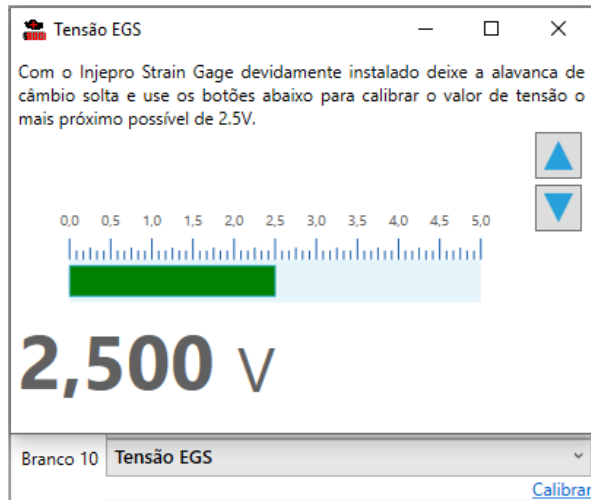 Tensão EGS
Com o Injepro Strain Gage devidamente instalado deixe a alavanca de
câmbio solta e use os botões abaixo para calibrar o valor de tensão o
mais próximo possível de 2.5V.
0,0 0,5 1,0 1,5 2,0 2,5 3,0 3,5 4,0 4,5 5,0
2,500 V
Branco 10 Tensão EGS
Calibrar